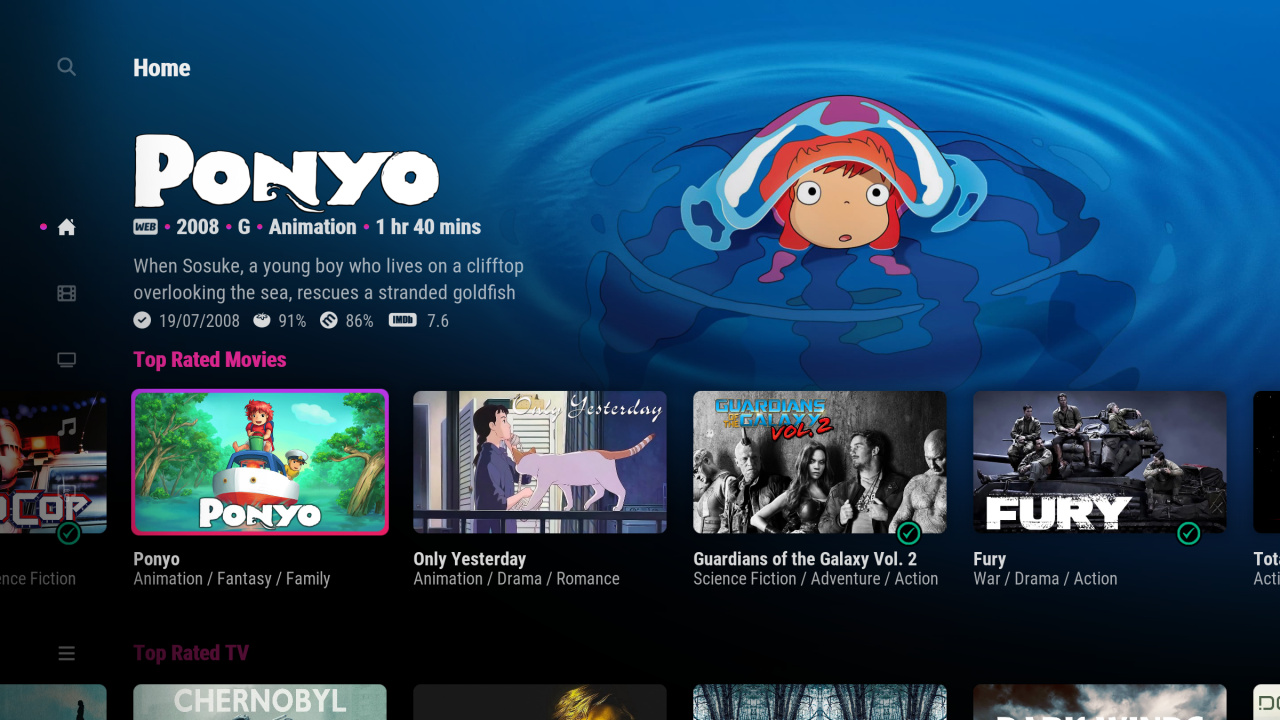 Home
PONYO
WEB • 2008 • G • Animation • 1 hr 40 mins
When Sosuke, a young boy who lives on a clifftop
overlooking the sea, rescues a stranded goldfish
19/07/2008 91% 86% IMDb 7.6
Top Rated Movies
Cop
PONYO
Only Yesterday
GUARDIANS
OF THE GALAXY
VOL. 2
FURY
Ponyo
Only Yesterday
Guardians of the Galaxy Vol. 2
Fury
Tot
nce Fiction
Animation / Fantasy / Family
Animation / Drama / Romance
Science Fiction / Adventure / Action
War / Drama / Action
Acti
Top Rated TV
CHERNOBYL